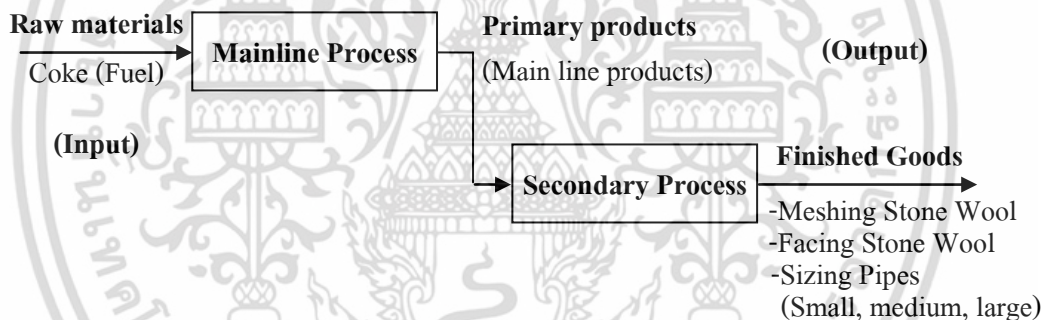 Raw materials
Coke (Fuel)
(Input)
Mainline Process
Primary products
(Main line products)
(Output)
Secondary Process
Finished Goods
-Meshing Stone Wool
-Facing Stone Wool
-Sizing Pipes
(Small, medium, large)